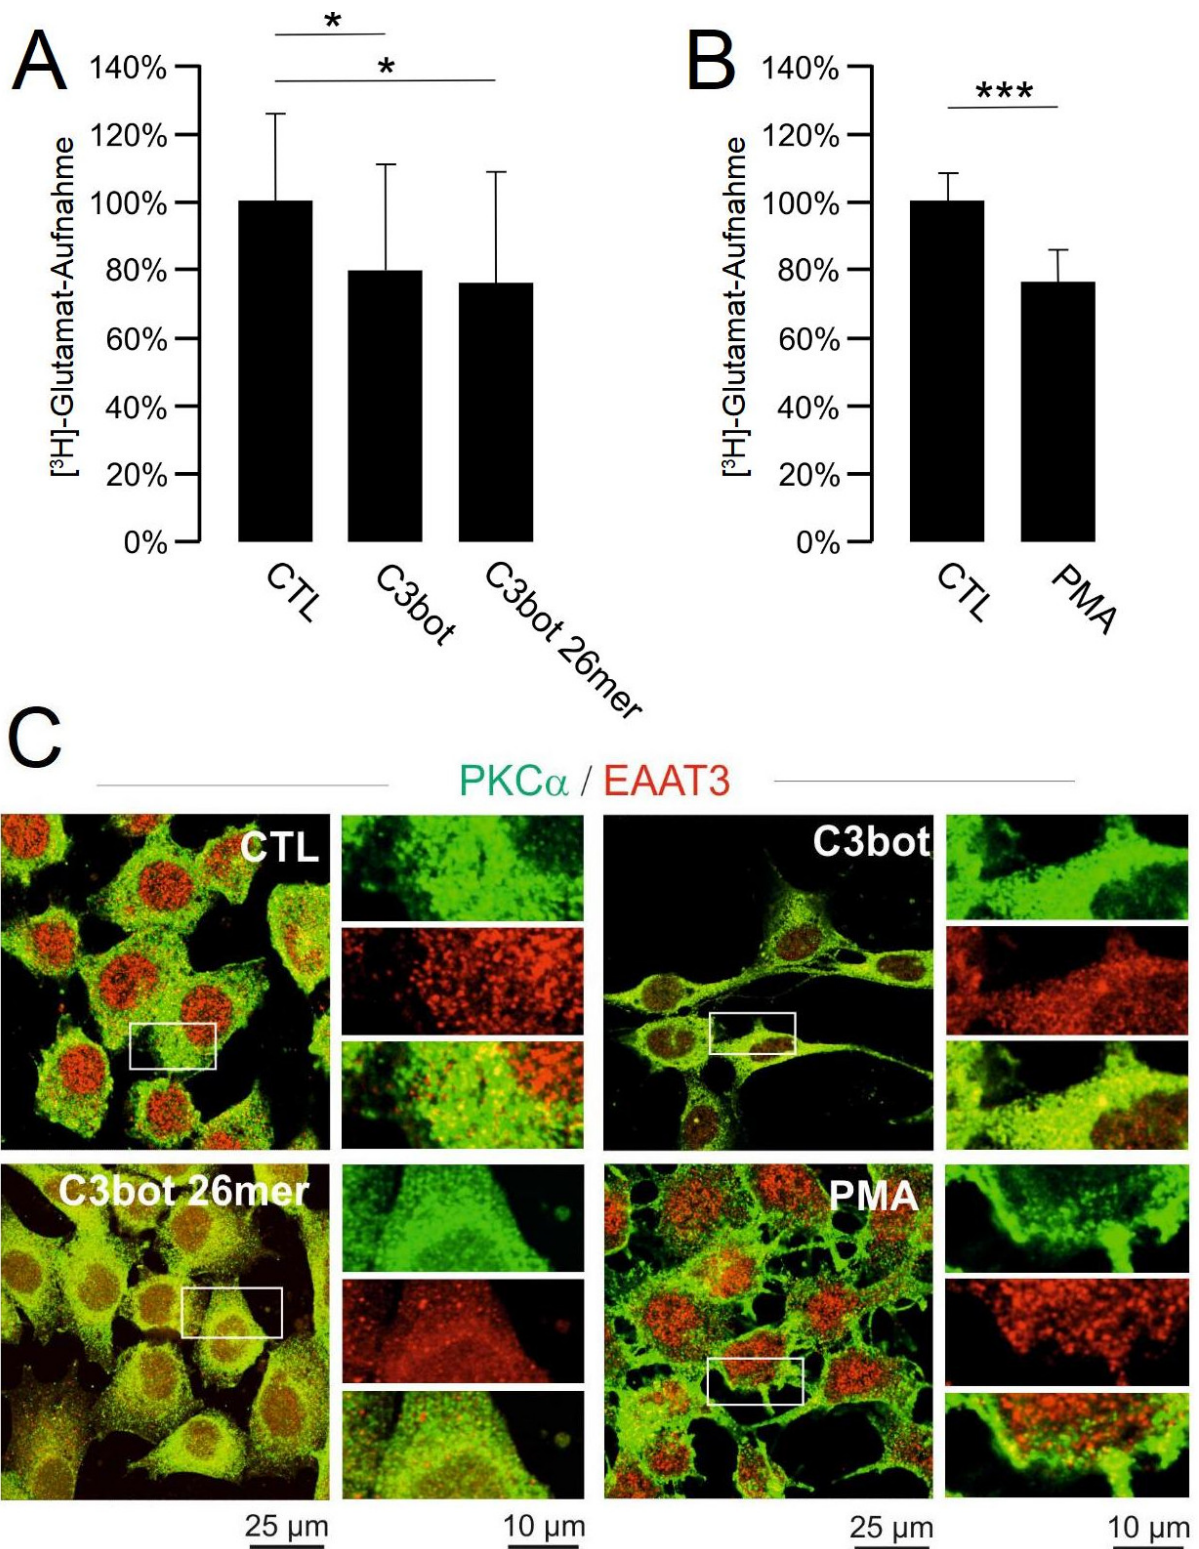 A
*
*
140%
120%
100%
80%
60%
40%
20%
0%
[³H]-Glutamat-Aufnahme
CTL
C3bot
C3bot 26mer
B
***
140%
120%
100%
80%
60%
40%
20%
0%
[³H]-Glutamat-Aufnahme
CTL
PMA
C
PKCα / EAAT3
CTL
C3bot
C3bot 26mer
PMA
25 µm
10 µm
25 µm
10 µm